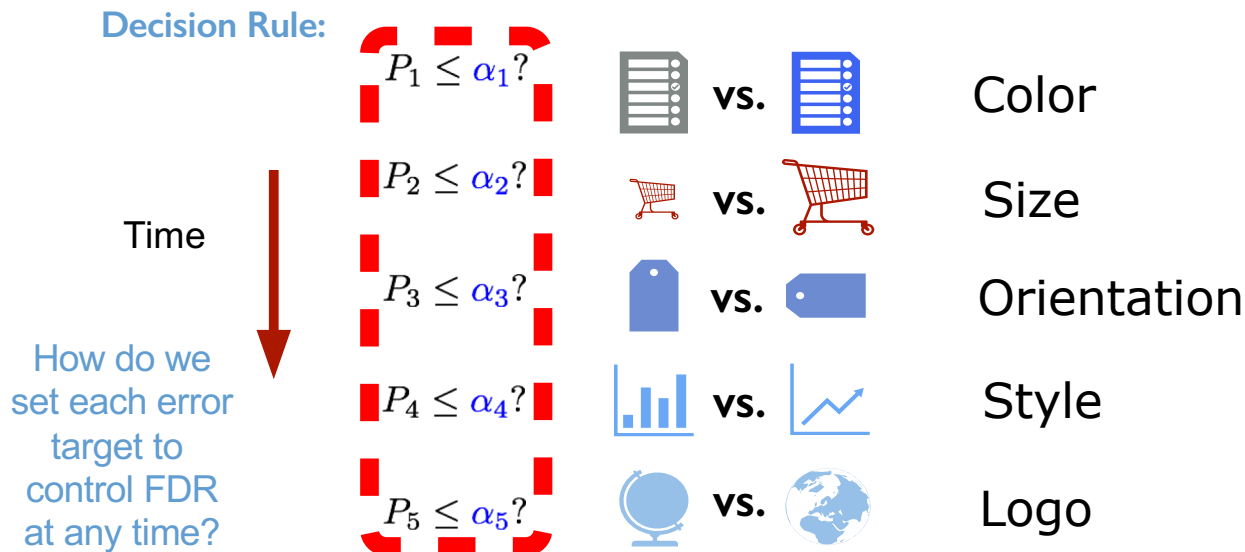 Decision Rule:
P₁ ≤ α₁?
vs.
Color
P₂ ≤ α₂?
vs.
Size
Time
P₃ ≤ α₃?
vs.
Orientation
How do we
set each error
target to
control FDR
at any time?
P₄ ≤ α₄?
vs.
Style
P₅ ≤ α₅?
vs.
Logo